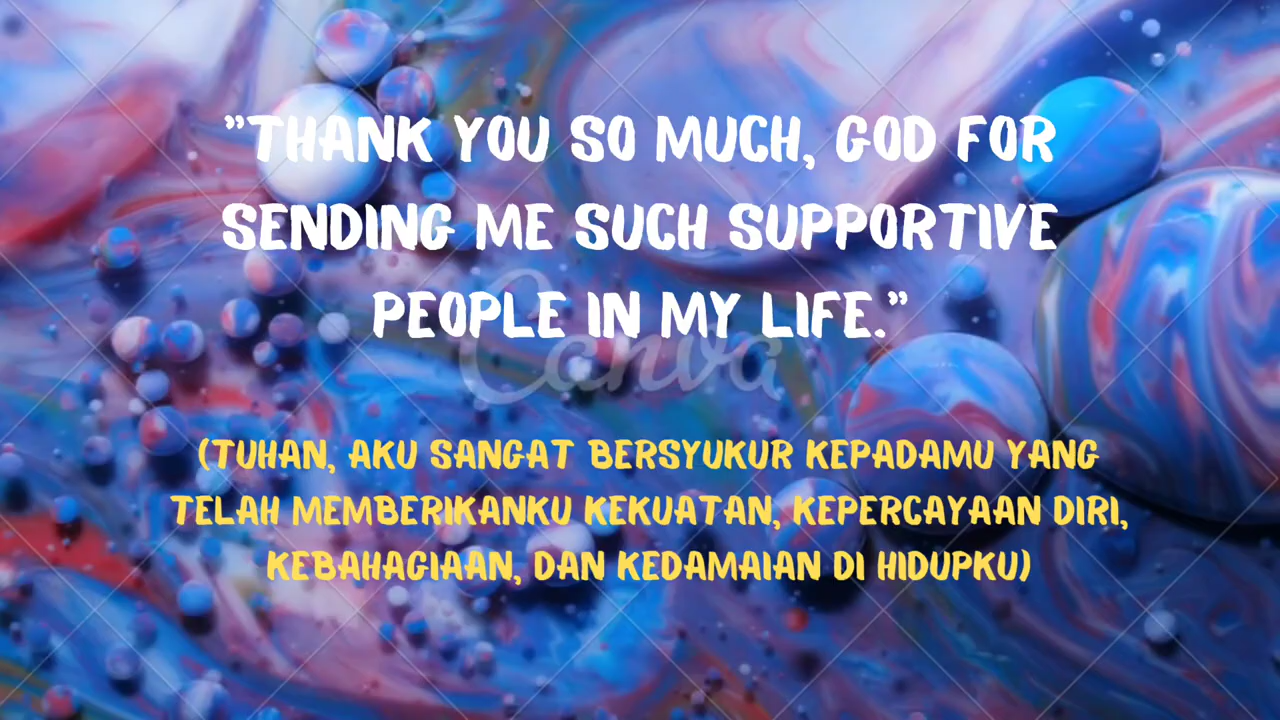 "THANK YOU SO MUCH, GOD FOR
SENDING ME SUCH SUPPORTIVE
PEOPLE IN MY LIFE."
Canva
(TUHAN, AKU SANGAT BERSYUKUR KEPADAMU YANG
TELAH MEMBERIKANKU KEKUATAN, KEPERCAYAAN DIRI,
KEBAHAGIAAN, DAN KEDAMAIAN DI HIDUPKU)